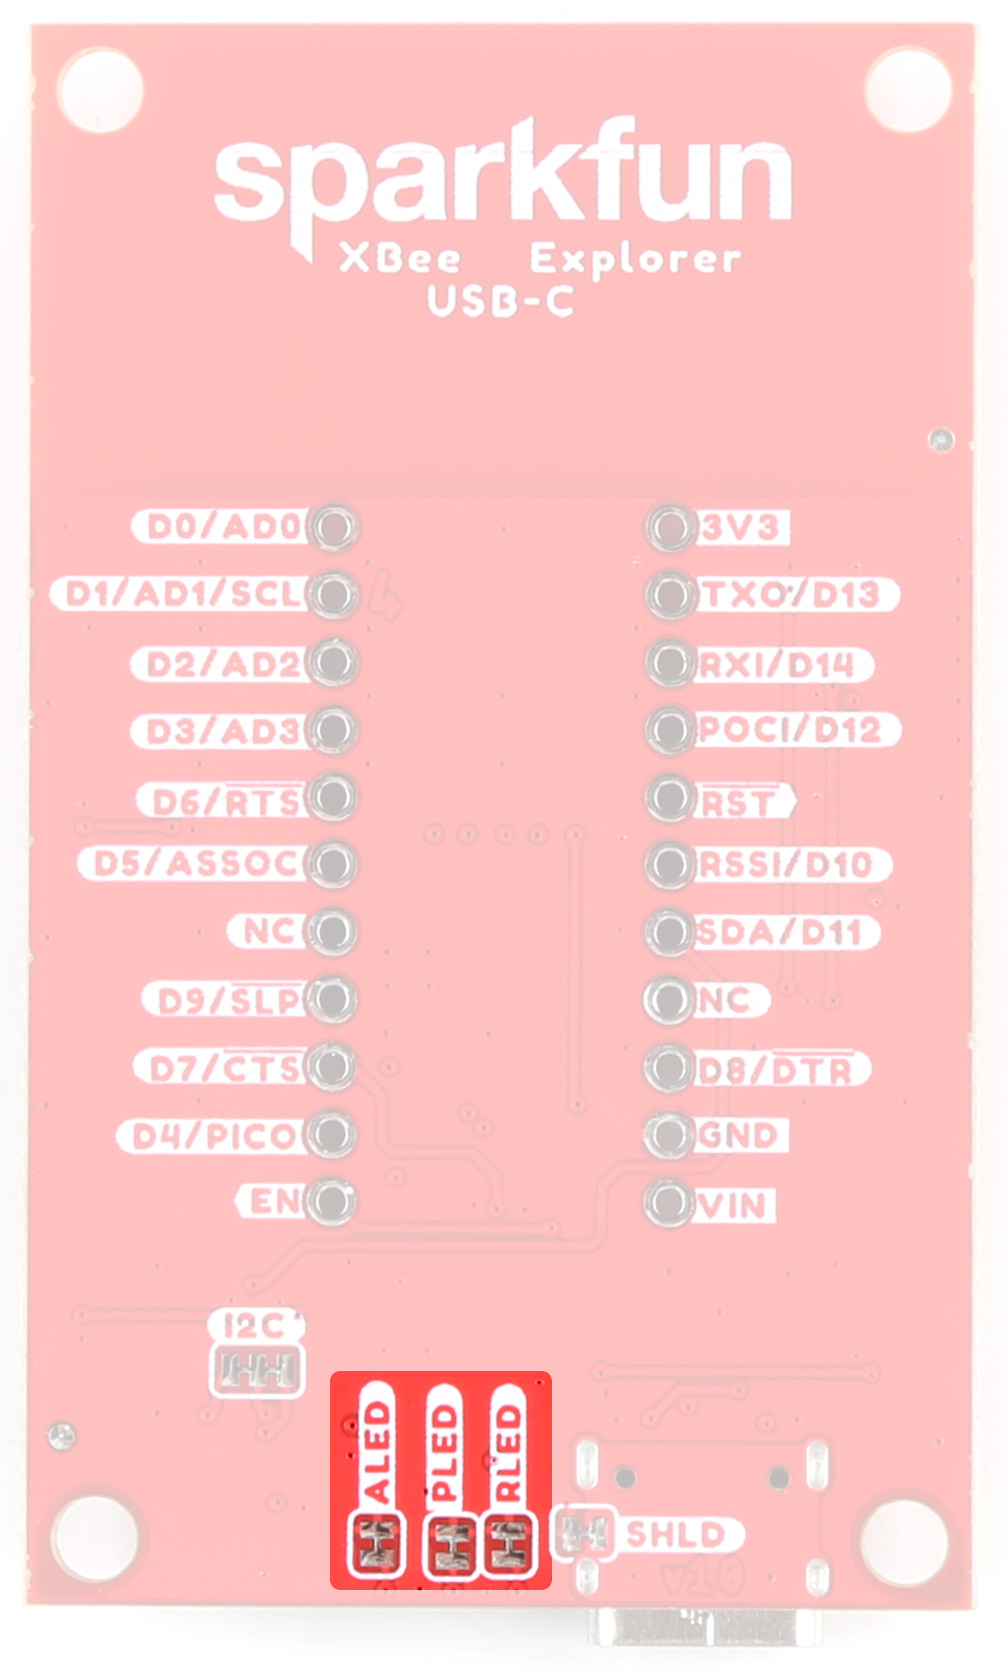 sparkfun
XBee Explorer
USB-C
D0/AD0
3V3
D1/AD1/SCL
4
TXO/D13
D2/AD2
RXI/D14
D3/AD3
POCI/D12
D6/RTS
RST
D5/ASSOC
RSSI/D10
NC
SDA/D11
D9/SLP
NC
D7/CTS
D8/DTR
D4/PICO
GND
EN
VIN
I2C
ALED
PLED
RLED
SHLD
v10